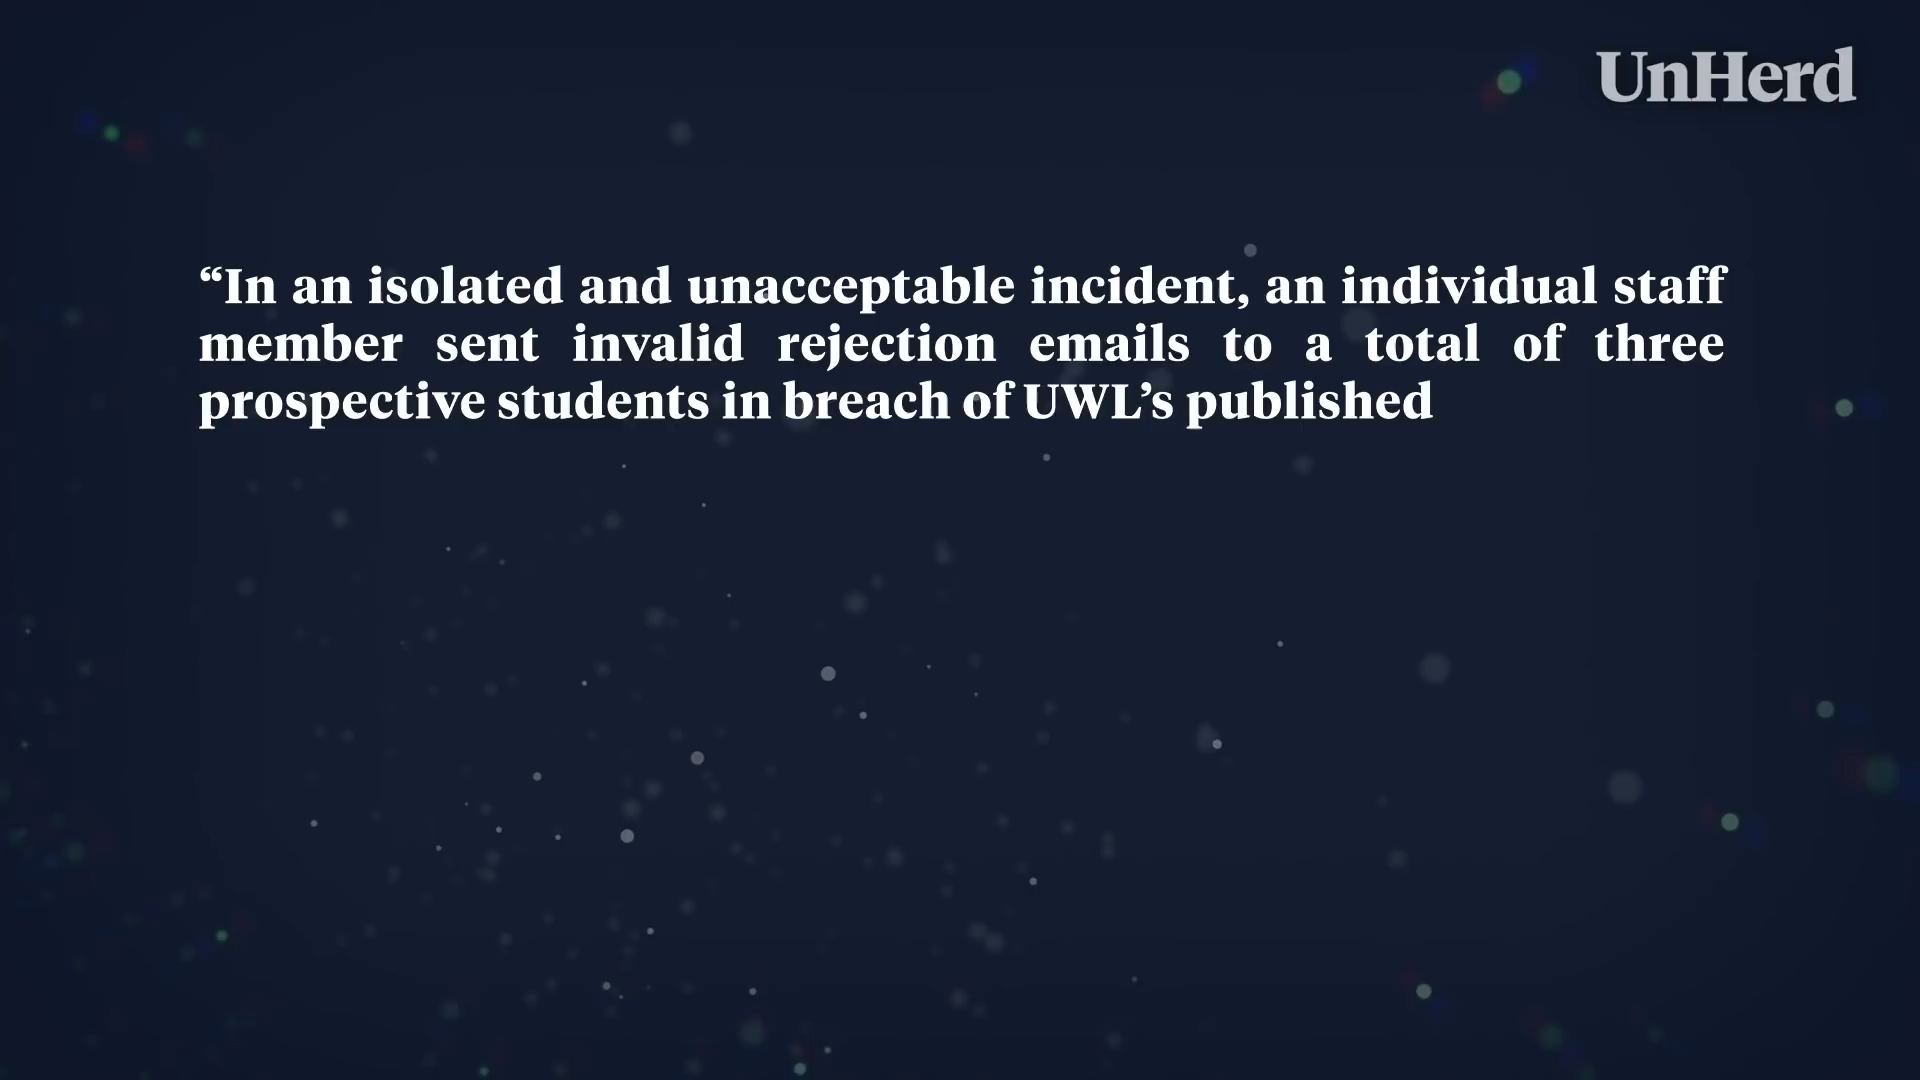 UnHerd
“In an isolated and unacceptable incident, an individual staff
member sent invalid rejection emails to a total of three
prospective students in breach of UWL’s published